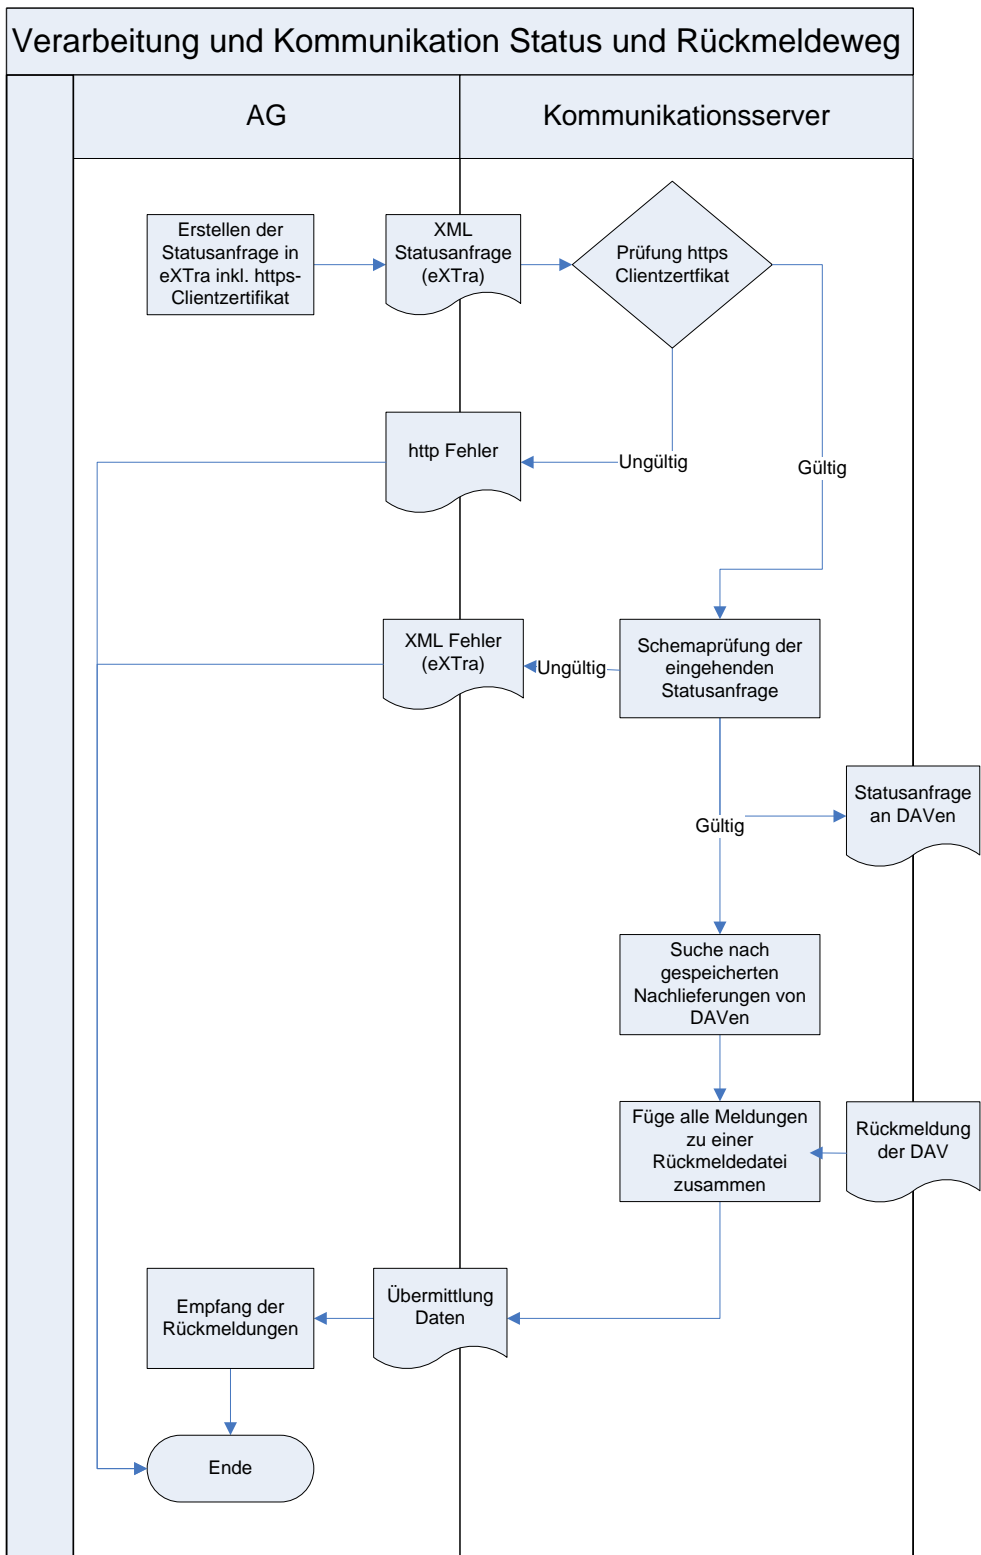 Verarbeitung und Kommunikation Status und Rückmeldeweg
AG
Kommunikationsserver
Erstellen der
Statusanfrage in
eXTra inkl. https-
Clientzertifikat
XML
Statusanfrage
(eXTra)
Prüfung https
Clientzertfikat
http Fehler
Ungültig
Gültig
XML Fehler
(eXTra)
Ungültig
Schemaprüfung der
eingehenden
Statusanfrage
Statusanfrage
an DAVen
Gültig
Suche nach
gespeicherten
Nachlieferungen von
DAVen
Füge alle Meldungen
zu einer
Rückmeldedatei
zusammen
Rückmeldung
der DAV
Empfang der
Rückmeldungen
Übermittlung
Daten
Ende